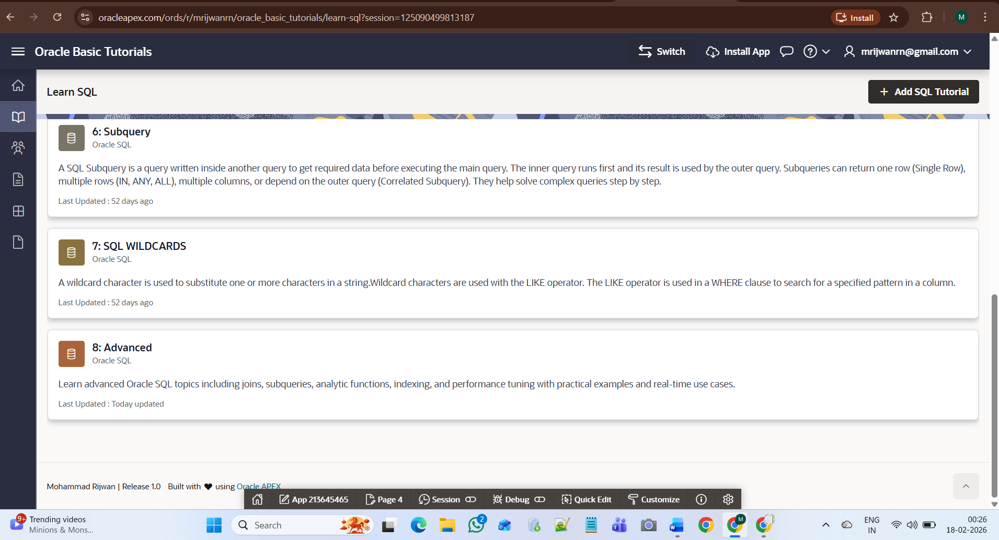 oracleapex.com/ords/r/mrijwanrn/oracle_basic_tutorials/learn-sql?session=125090499813187
Install
M
Oracle Basic Tutorials
Switch
Install App
mrijwanrn@gmail.com
Learn SQL
+ Add SQL Tutorial
6: Subquery
Oracle SQL
A SQL Subquery is a query written inside another query to get required data before executing the main query. The inner query runs first and its result is used by the outer query. Subqueries can return one row (Single Row),
multiple rows (IN, ANY, ALL), multiple columns, or depend on the outer query (Correlated Subquery). They help solve complex queries step by step.
Last Updated : 52 days ago
7: SQL WILDCARDS
Oracle SQL
A wildcard character is used to substitute one or more characters in a string.Wildcard characters are used with the LIKE operator. The LIKE operator is used in a WHERE clause to search for a specified pattern in a column.
Last Updated : 52 days ago
8: Advanced
Oracle SQL
Learn advanced Oracle SQL topics including joins, subqueries, analytic functions, indexing, and performance tuning with practical examples and real-time use cases.
Last Updated : Today updated
Mohammad Rijwan | Release 1.0 Built with ♥ using Oracle APEX
App 213645465
Page 4
Session
Debug
Quick Edit
Customize
9+
Trending videos
Minions & Mons...
Search
2
M
ENG
IN
00:26
18-02-2026